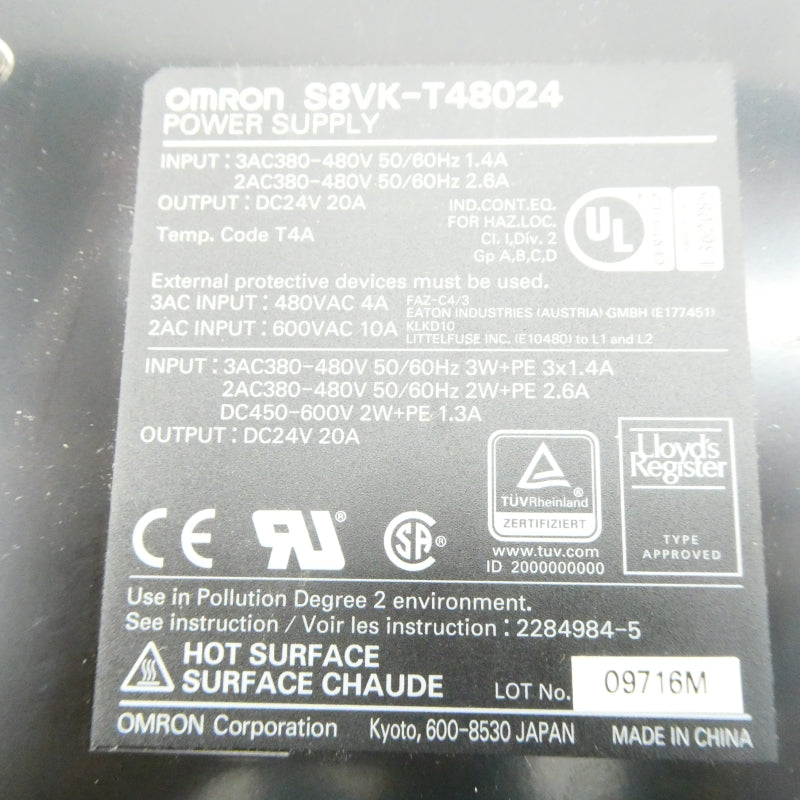 OMRON S8VK-T48024
POWER SUPPLY
INPUT : 3AC380-480V 50/60Hz 1.4A
2AC380-480V 50/60Hz 2.6A
OUTPUT : DC24V 20A
IND.CONT.EQ.
FOR HAZ.LOC.
Cl. I,Div. 2
Gp A,B,C,D
UL
Temp. Code T4A
External protective devices must be used.
3AC INPUT : 480VAC 4A FAZ-C4/3
EATON INDUSTRIES (AUSTRIA) GMBH (E177451)
2AC INPUT : 600VAC 10A KLKD10
LITTELFUSE INC. (E10480) to L1 and L2
INPUT : 3AC380-480V 50/60Hz 3W+PE 3x1.4A
2AC380-480V 50/60Hz 2W+PE 2.6A
DC450-600V 2W+PE 1.3A
OUTPUT : DC24V 20A
TÜVRheinland®
ZERTIFIZIERT
www.tuv.com
ID 2000000000
Lloyd's
Register
TYPE
APPROVED
CE RU® SA®
Use in Pollution Degree 2 environment.
See instruction / Voir les instruction : 2284984-5
HOT SURFACE
SURFACE CHAUDE
LOT No. 09716M
OMRON Corporation Kyoto, 600-8530 JAPAN MADE IN CHINA